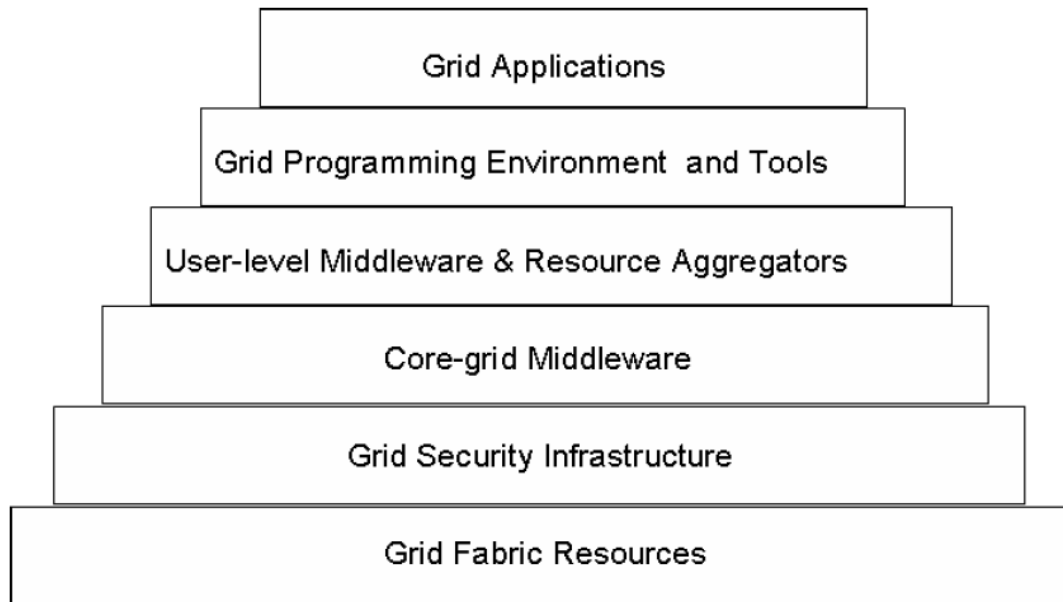 Grid Applications
Grid Programming Environment and Tools
User-level Middleware & Resource Aggregators
Core-grid Middleware
Grid Security Infrastructure
Grid Fabric Resources